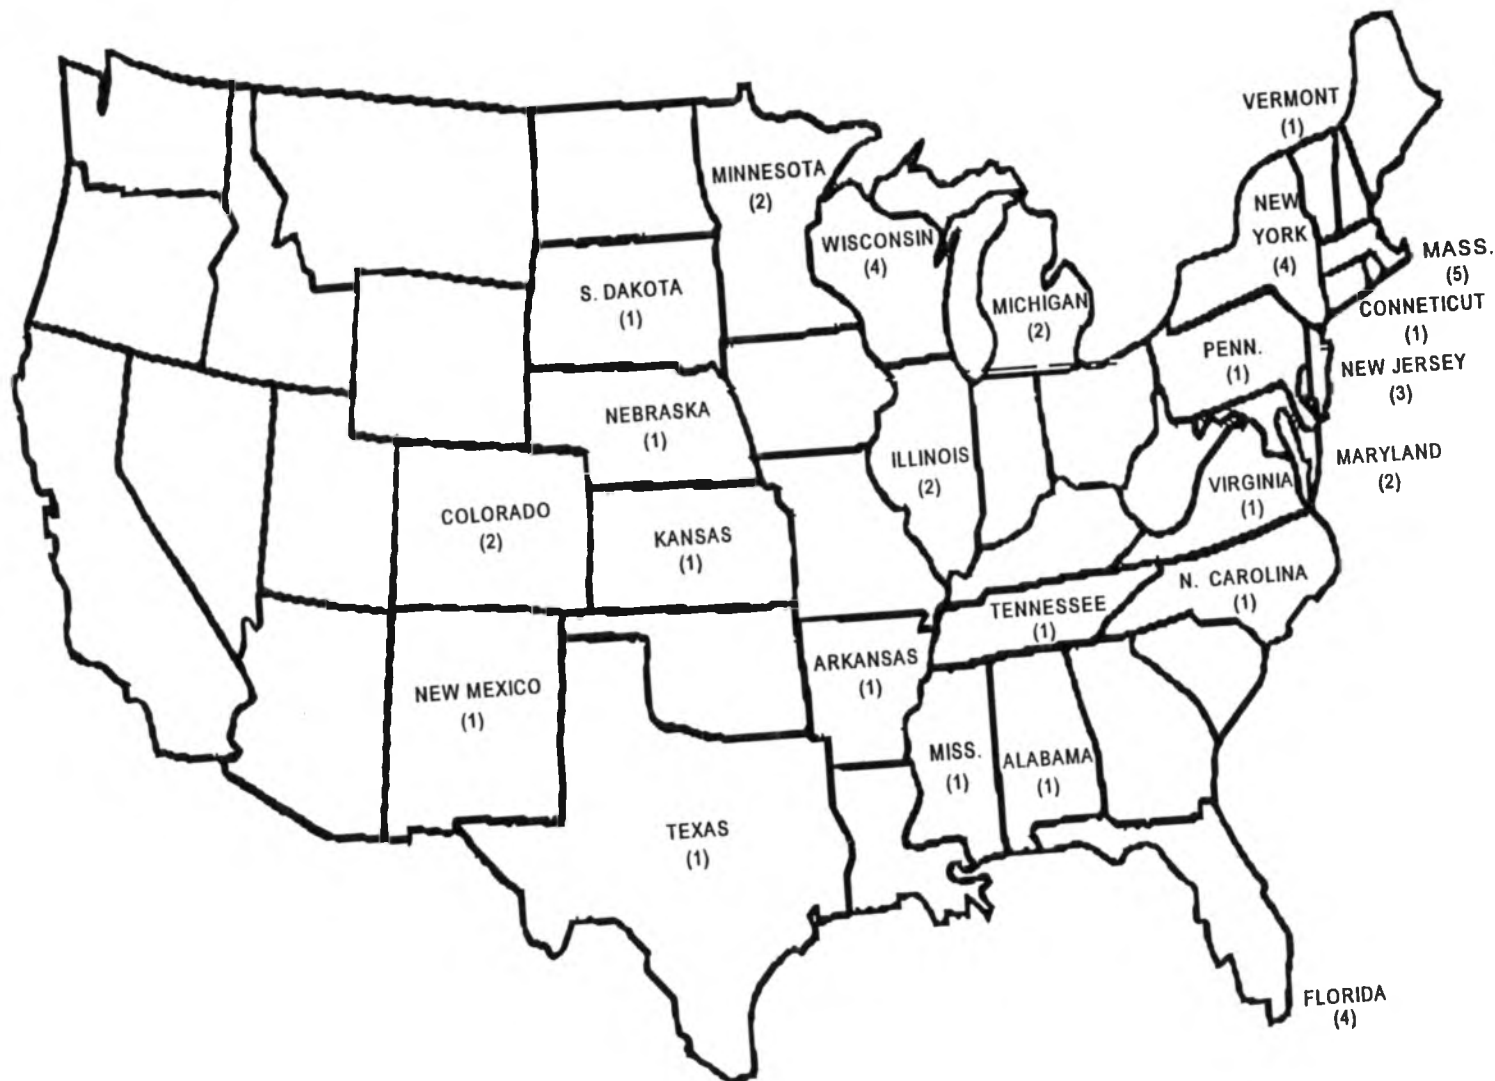 VERMONT
(1)
MINNESOTA
(2)
NEW
YORK
(4)
WISCONSIN
(4)
MASS.
(5)
S. DAKOTA
(1)
MICHIGAN
(2)
CONNETICUT
(1)
PENN.
(1)
NEW JERSEY
(3)
NEBRASKA
(1)
ILLINOIS
(2)
MARYLAND
(2)
VIRGINIA
(1)
COLORADO
(2)
KANSAS
(1)
N. CAROLINA
(1)
TENNESSEE
(1)
ARKANSAS
(1)
NEW MEXICO
(1)
MISS.
(1)
ALABAMA
(1)
TEXAS
(1)
FLORIDA
(4)